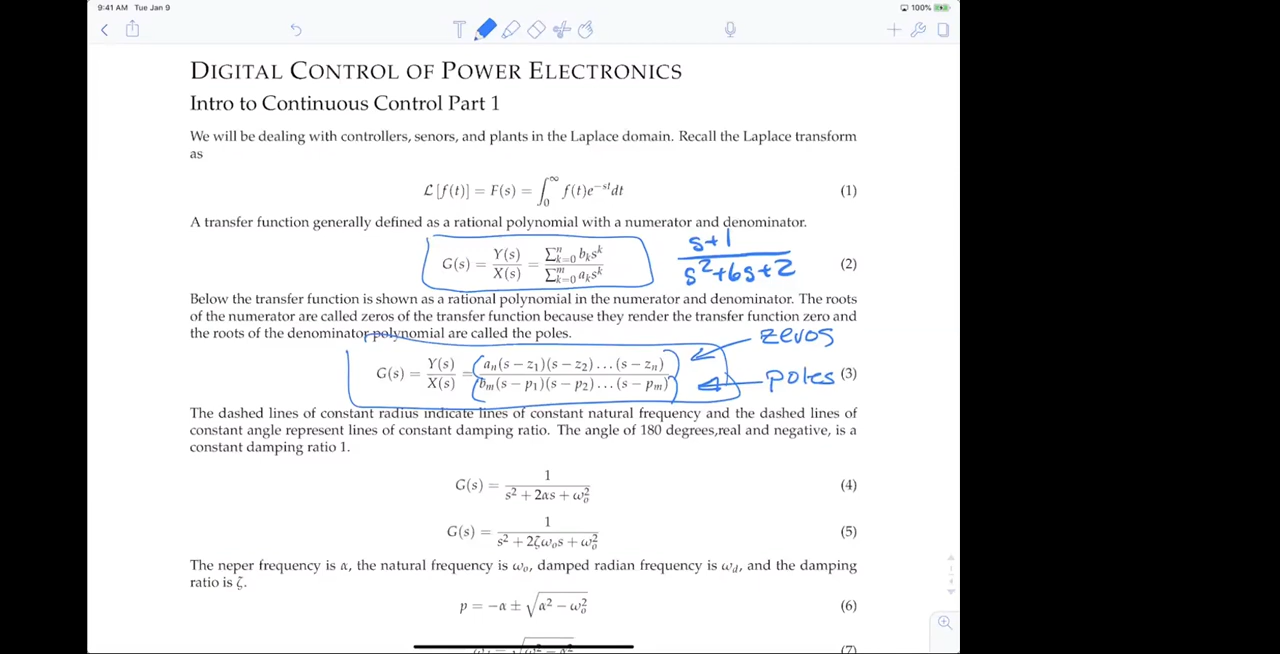 9:41 AM Tue Jan 9
100%
DIGITAL CONTROL OF POWER ELECTRONICS
Intro to Continuous Control Part 1
We will be dealing with controllers, senors, and plants in the Laplace domain. Recall the Laplace transform
as
ℒ [f(t)] = F(s) = ∫₀^∞ f(t)e^{−st}dt (1)
A transfer function generally defined as a rational polynomial with a numerator and denominator.
G(s) = Y(s)/X(s) = ∑_{k=0}^{n} b_k s^k / ∑_{k=0}^{m} a_k s^k (2)
s+1
s²+6s+2
Below the transfer function is shown as a rational polynomial in the numerator and denominator. The roots
of the numerator are called zeros of the transfer function because they render the transfer function zero and
the roots of the denominator polynomial are called the poles.
zeros
G(s) = Y(s)/X(s) = a_n(s − z₁)(s − z₂)...(s − z_n) / b_m(s − p₁)(s − p₂)...(s − p_m) (3)
poles
The dashed lines of constant radius indicate lines of constant natural frequency and the dashed lines of
constant angle represent lines of constant damping ratio. The angle of 180 degrees,real and negative, is a
constant damping ratio 1.
G(s) = 1 / (s² + 2αs + ω_o²) (4)
G(s) = 1 / (s² + 2ζω_o s + ω_o²) (5)
The neper frequency is α, the natural frequency is ω_o, damped radian frequency is ω_d, and the damping
ratio is ζ.
p = −α ± √(α² − ω_o²) (6)
(7)